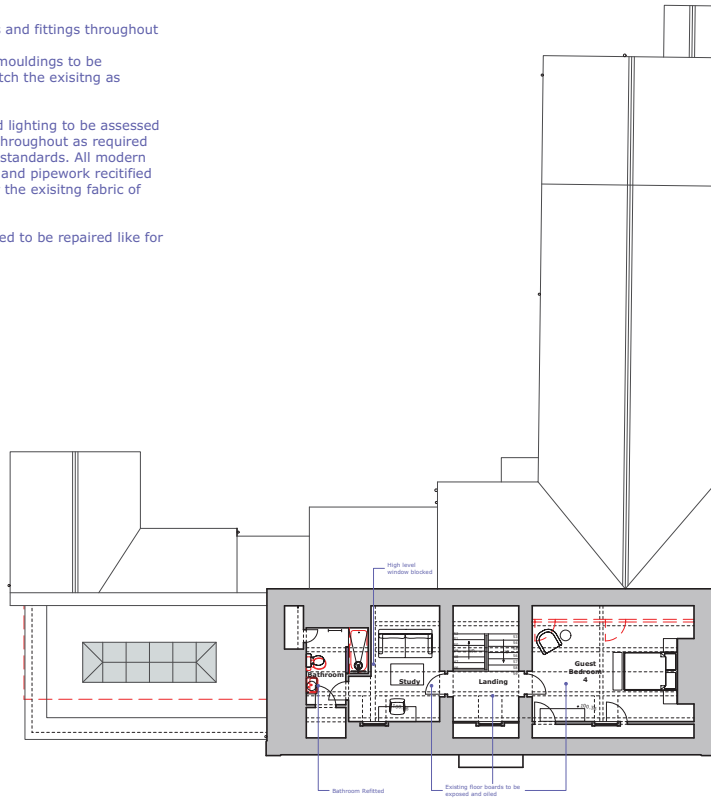 and fittings throughout
mouldings to be
tch the exisitng as
lighting to be assessed
hroughout as required
standards. All modern
and pipework recitified
the exisitng fabric of
ed to be repaired like for
High level
window blocked
Bathroom
Study
Landing
Guest
Bedroom
4
Bathroom Refitted
Existing floor boards to be
exposed and oiled